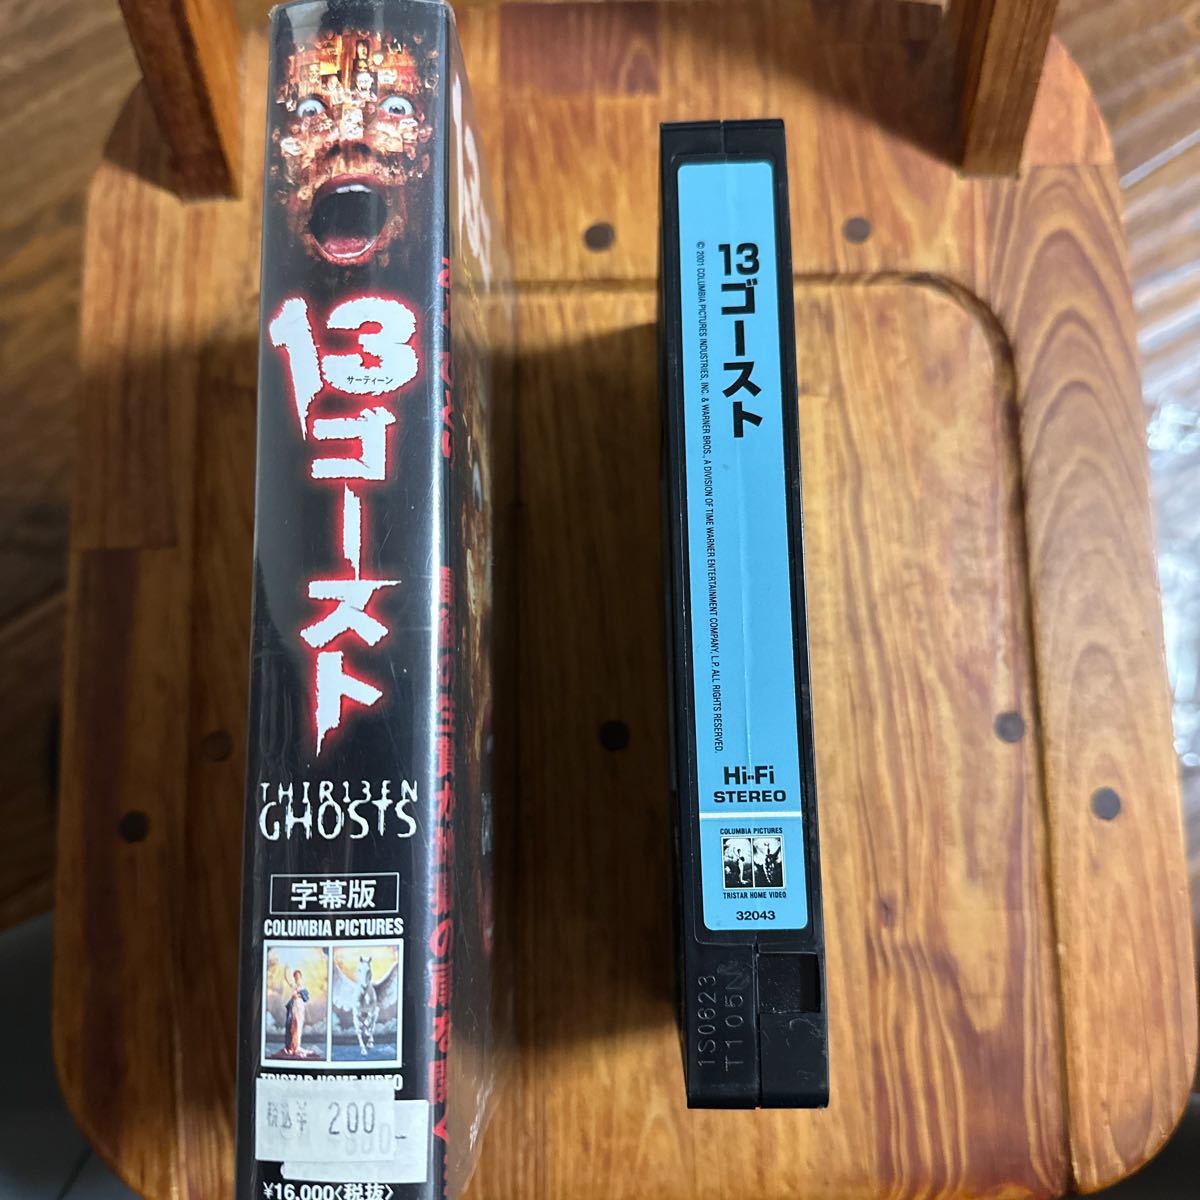 13
サーティーン
ゴースト
THIR13EN
GHOSTS
字幕版
COLUMBIA PICTURES
TRISTAR HOME VIDEO
税込¥ 200
¥16,000<税抜>
13ゴースト
© 2001 COLUMBIA PICTURES INDUSTRIES, INC. & WARNER BROS., A DIVISION OF TIME WARNER ENTERTAINMENT COMPANY, L.P. ALL RIGHTS RESERVED.
Hi-Fi
STEREO
COLUMBIA PICTURES
TRISTAR HOME VIDEO
32043
1S0623
T105N